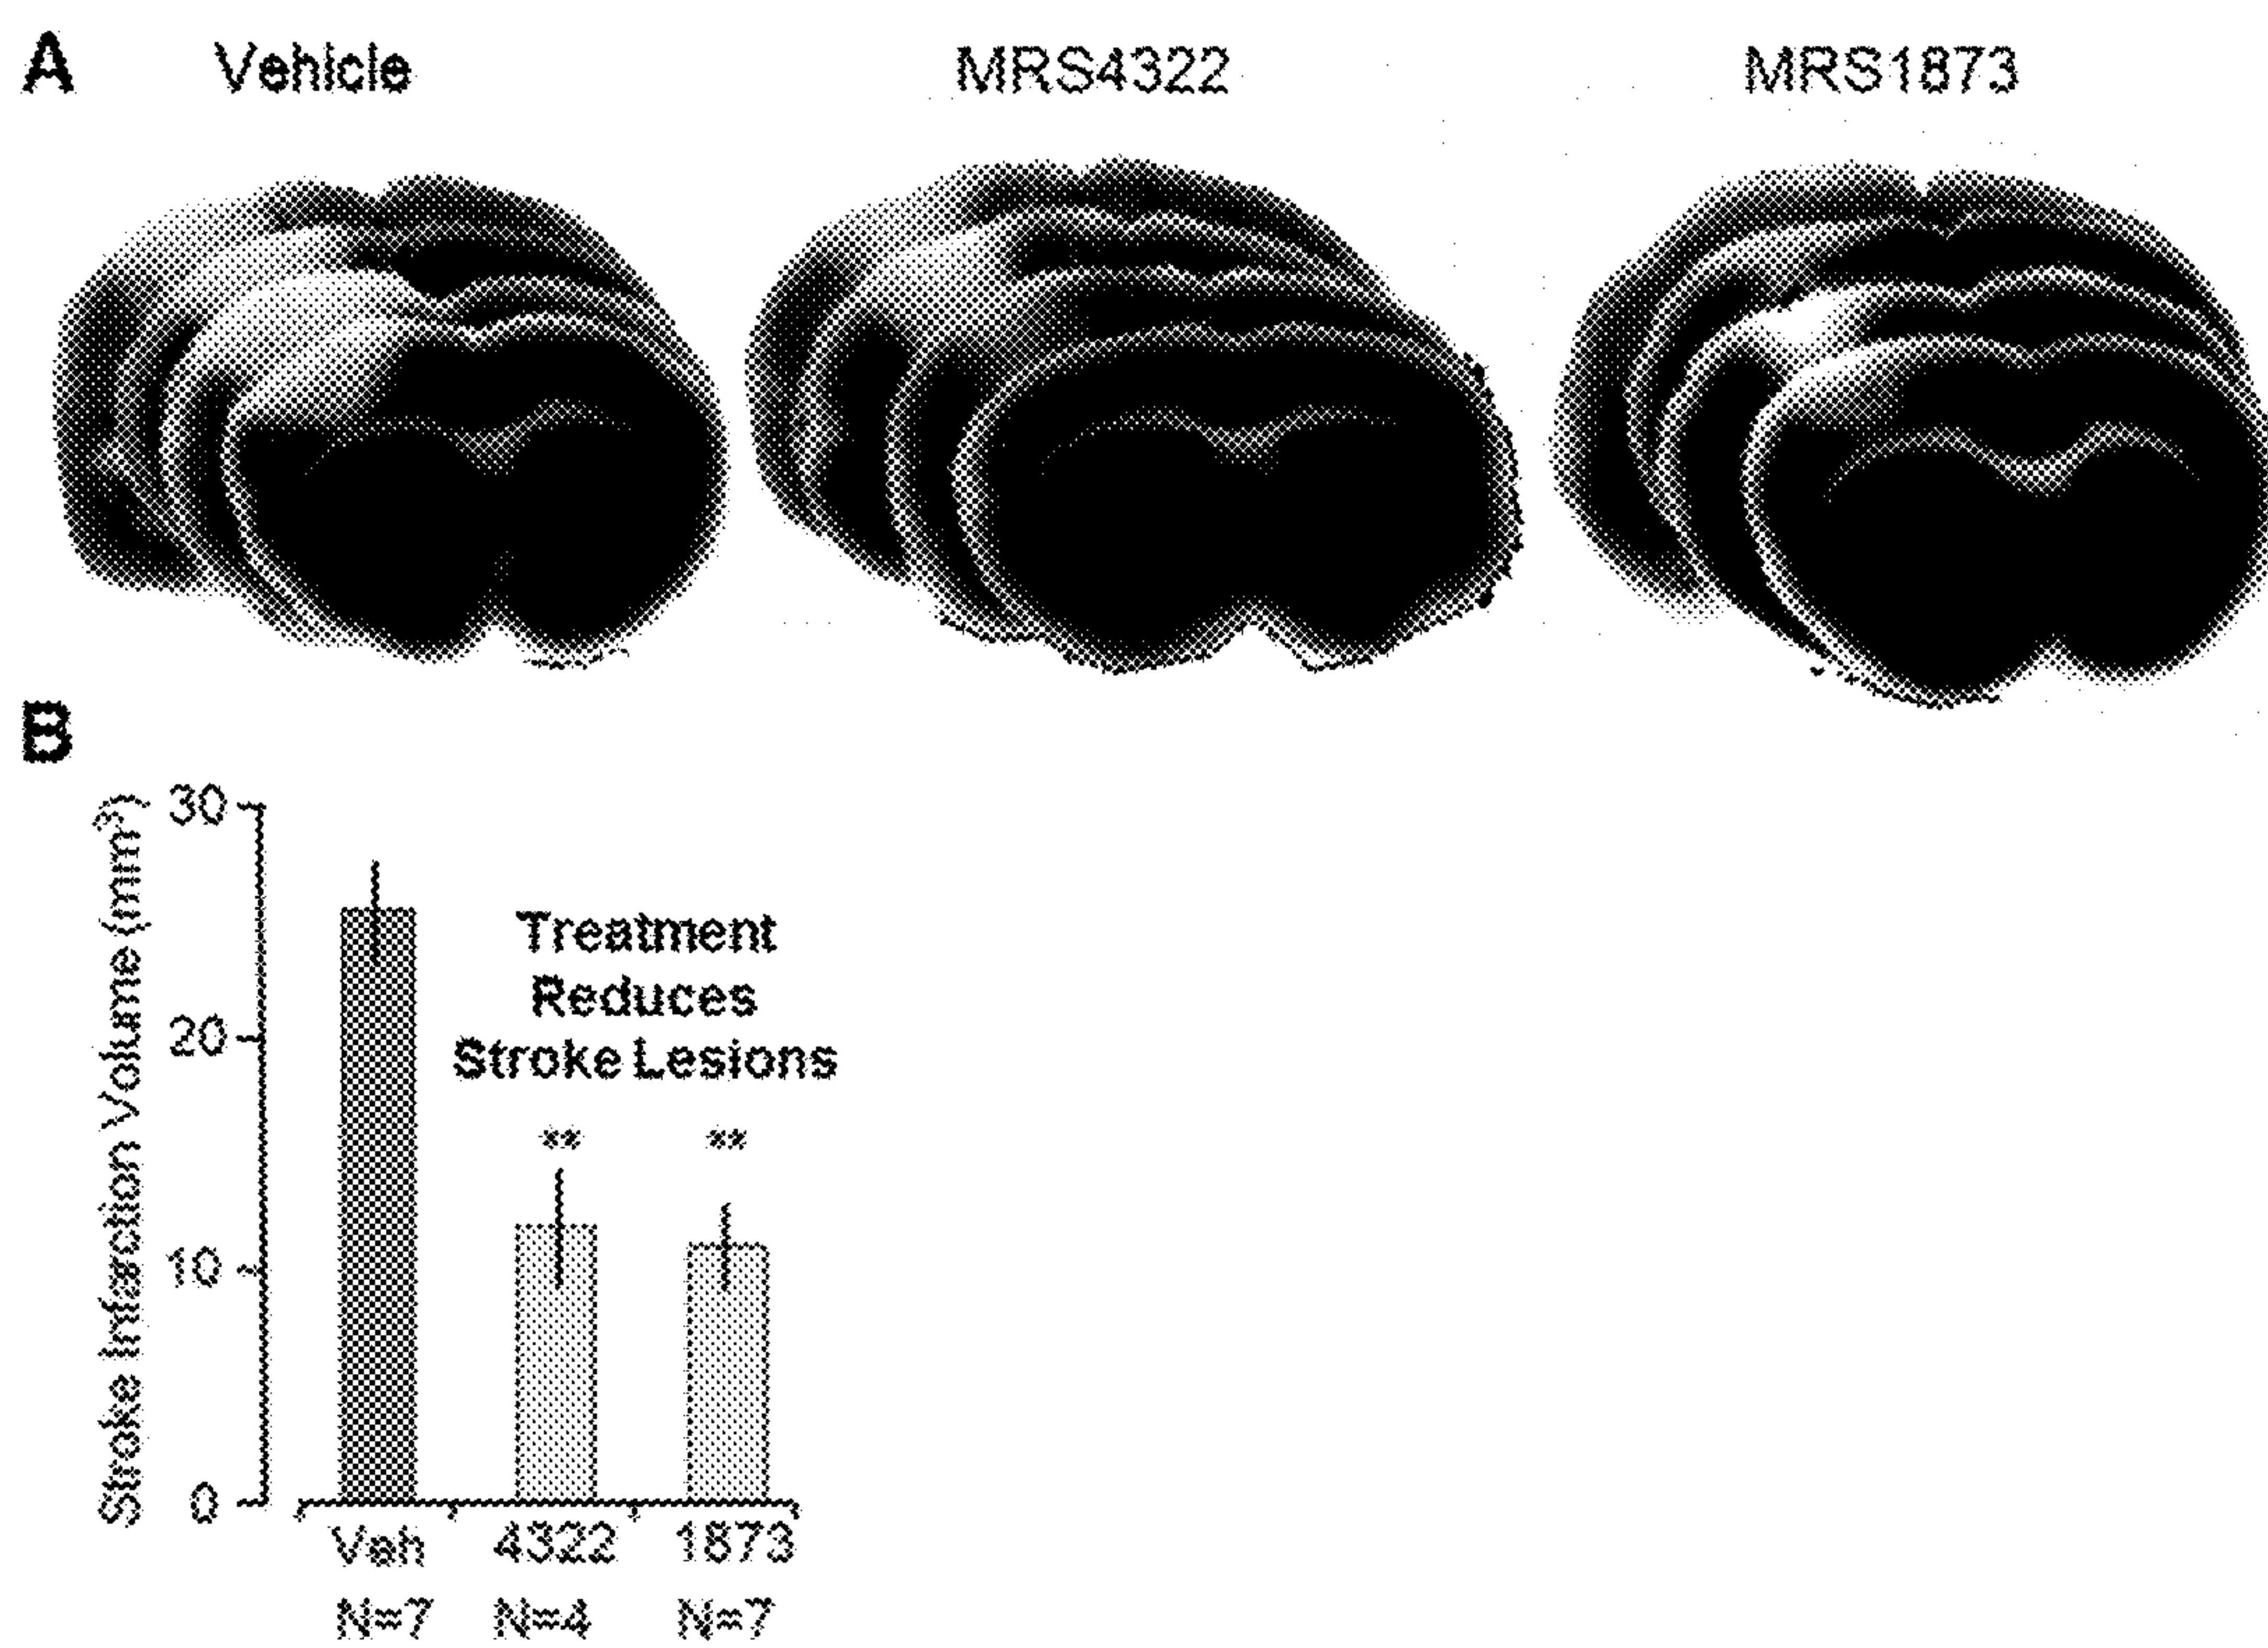 A
Vehicle
MRS4322
MRS1873
B
Stroke Infarction Volume (mm³)
30
20
10
0
Treatment
Reduces
Stroke Lesions
**
**
Veh
4322
1873
N=7
N=4
N=7